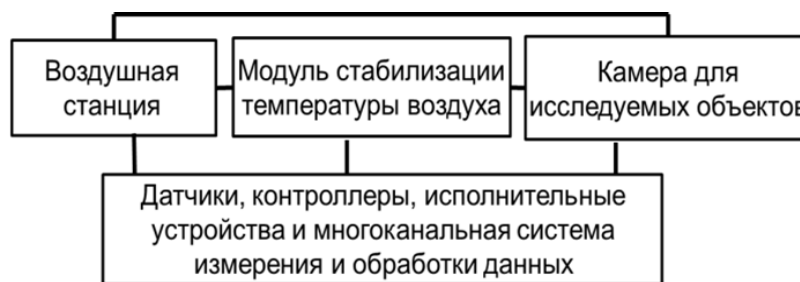 Воздушная
станция
Модуль стабилизации
температуры воздуха
Камера для
исследуемых объектов
Датчики, контроллеры, исполнительные
устройства и многоканальная система
измерения и обработки данных